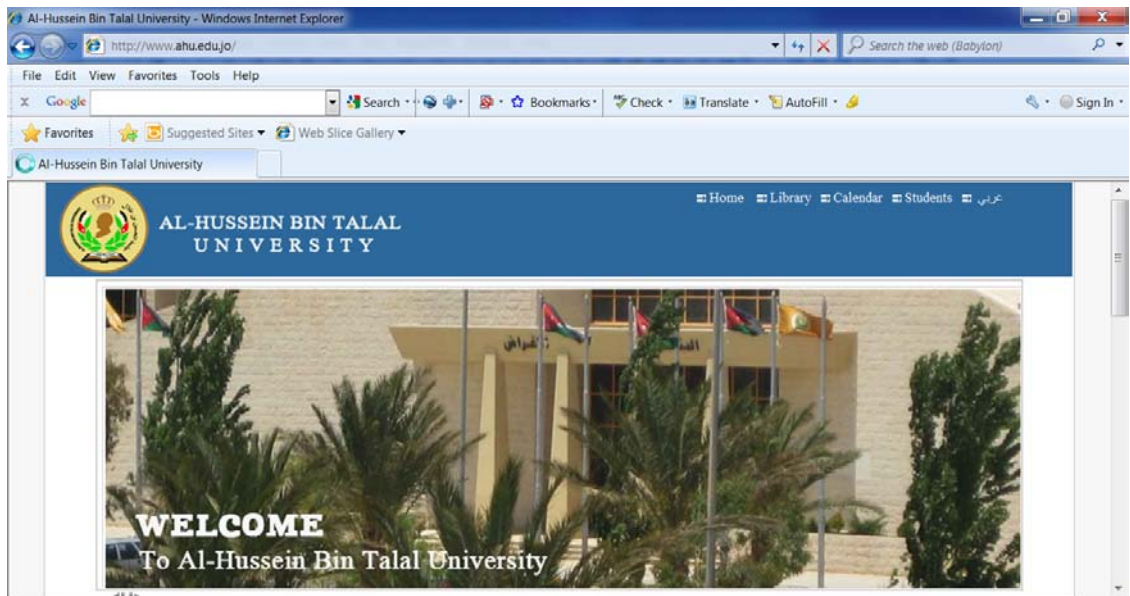 Al-Hussein Bin Talal University - Windows Internet Explorer
http://www.ahu.edu.jo/ Search the web (Babylon)
File Edit View Favorites Tools Help
x Google Search Bookmarks Check Translate AutoFill Sign In
Favorites Suggested Sites Web Slice Gallery
Al-Hussein Bin Talal University
Home Library Calendar Students عربي
AL-HUSSEIN BIN TALAL
UNIVERSITY
WELCOME
To Al-Hussein Bin Talal University